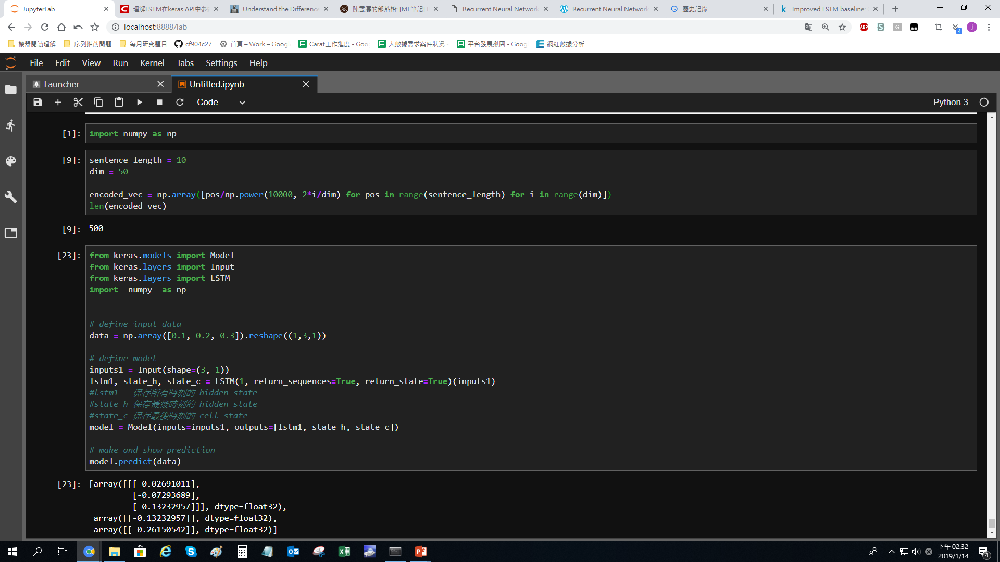 JupyterLab
理解LSTM在keras API中参
Understand the Difference
陳雲濤的部落格: [ML筆記]
Recurrent Neural Network
Recurrent Neural Network
歷史記錄
Improved LSTM baseline:
localhost:8888/lab
ABP
S
G
4
j
機器閱讀理解
序列推薦問題
每月研究題目
cf904c27
首頁 – Work – Googl
Carat工作進度 - Goo
大數據需求案件狀況
平台發展揪團 - Goog
網紅數據分析
File
Edit
View
Run
Kernel
Tabs
Settings
Help
Launcher
Untitled.ipynb
Code
Python 3
[1]:
import numpy as np
[9]:
sentence_length = 10
dim = 50
encoded_vec = np.array([pos/np.power(10000, 2*i/dim) for pos in range(sentence_length) for i in range(dim)])
len(encoded_vec)
[9]:
500
[23]:
from keras.models import Model
from keras.layers import Input
from keras.layers import LSTM
import  numpy  as np
# define input data
data = np.array([0.1, 0.2, 0.3]).reshape((1,3,1))
# define model
inputs1 = Input(shape=(3, 1))
lstm1, state_h, state_c = LSTM(1, return_sequences=True, return_state=True)(inputs1)
#lstm1   保存所有時刻的 hidden state
#state_h 保存最後時刻的 hidden state
#state_c 保存最後時刻的 cell state
model = Model(inputs=inputs1, outputs=[lstm1, state_h, state_c])
# make and show prediction
model.predict(data)
[23]:
[array([[[-0.02691011],
[-0.07293689],
[-0.13232957]]], dtype=float32),
array([[-0.13232957]], dtype=float32),
array([[-0.26150542]], dtype=float32)]
下午 02:32
2019/1/14
4